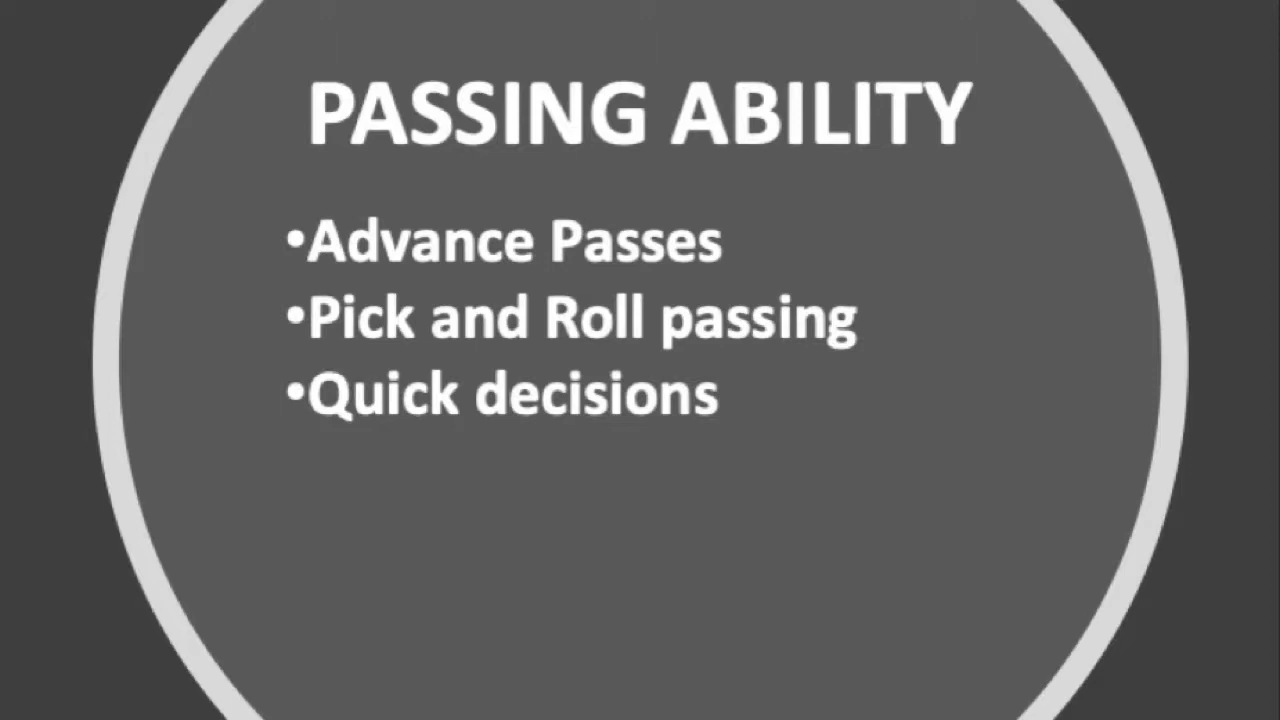 PASSING ABILITY
•Advance Passes
•Pick and Roll passing
•Quick decisions